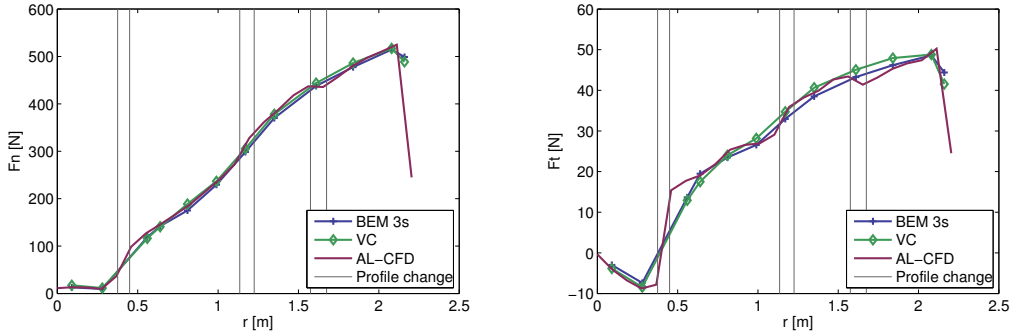 600
500
400
300
200
100
0
Fn [N]
0
0.5
1
1.5
2
2.5
r [m]
BEM 3s
VC
AL-CFD
Profile change
60
50
40
30
20
10
0
−10
Ft [N]
0
0.5
1
1.5
2
2.5
r [m]
BEM 3s
VC
AL-CFD
Profile change